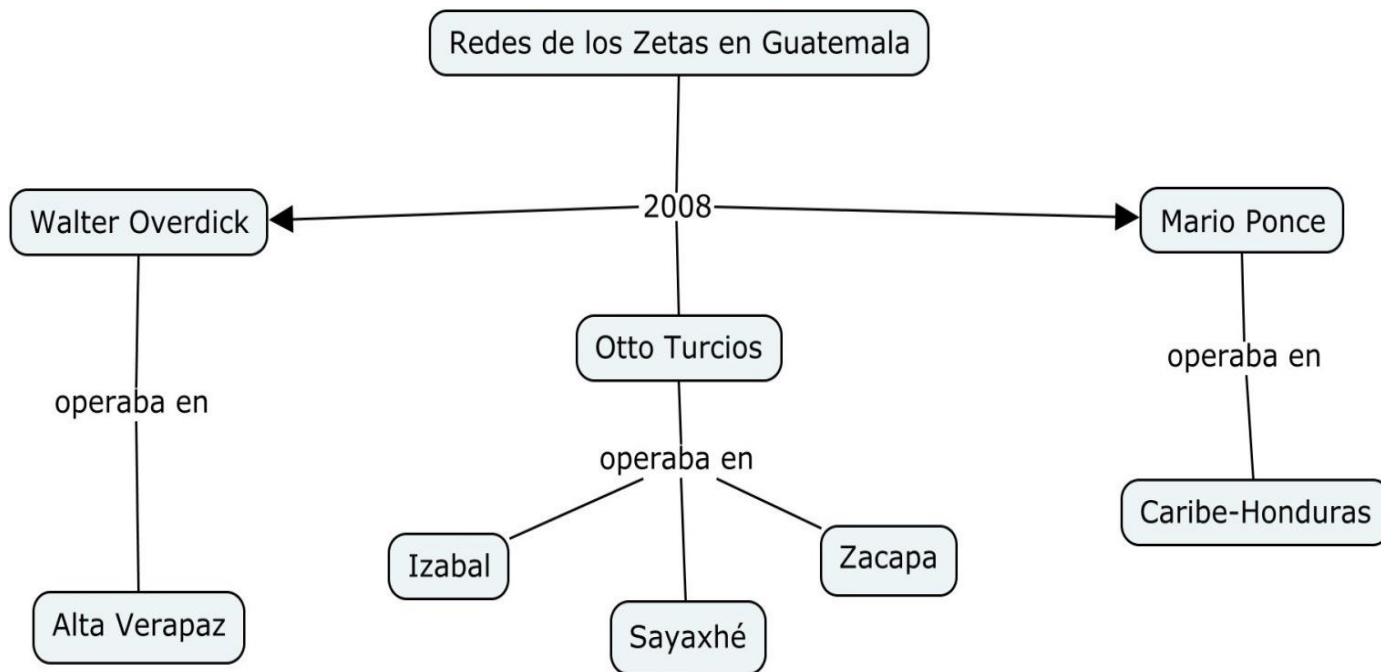 Redes de los Zetas en Guatemala
2008
Walter Overdick
Mario Ponce
Otto Turcios
operaba en
operaba en
operaba en
Caribe-Honduras
Izabal
Zacapa
Alta Verapaz
Sayaxhé